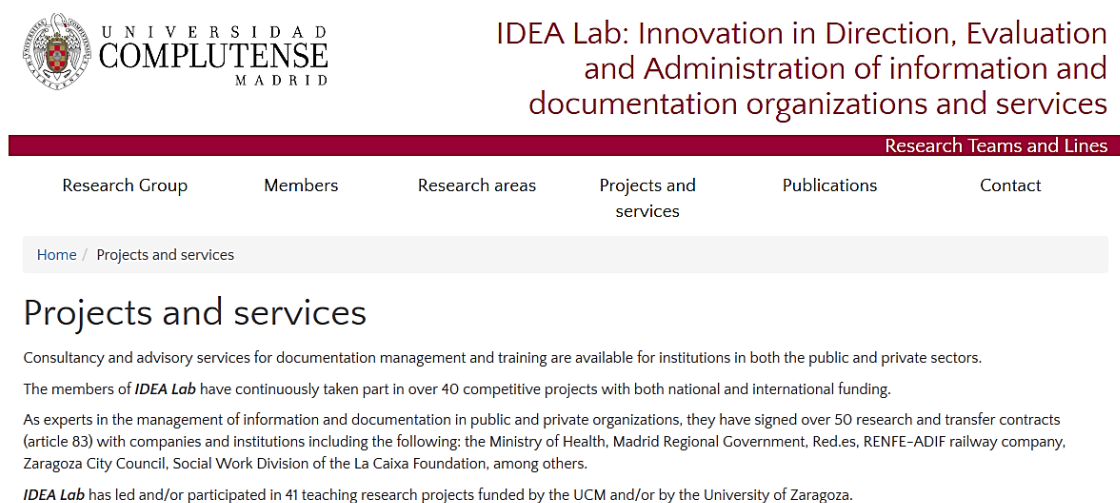 UNIVERSIDAD
COMPLUTENSE
MADRID
IDEA Lab: Innovation in Direction, Evaluation
and Administration of information and
documentation organizations and services
Research Teams and Lines
Research Group
Members
Research areas
Projects and
services
Publications
Contact
Home / Projects and services
Projects and services
Consultancy and advisory services for documentation management and training are available for institutions in both the public and private sectors.
The members of IDEA Lab have continuously taken part in over 40 competitive projects with both national and international funding.
As experts in the management of information and documentation in public and private organizations, they have signed over 50 research and transfer contracts
(article 83) with companies and institutions including the following: the Ministry of Health, Madrid Regional Government, Red.es, RENFE-ADIF railway company,
Zaragoza City Council, Social Work Division of the La Caixa Foundation, among others.
IDEA Lab has led and/or participated in 41 teaching research projects funded by the UCM and/or by the University of Zaragoza.